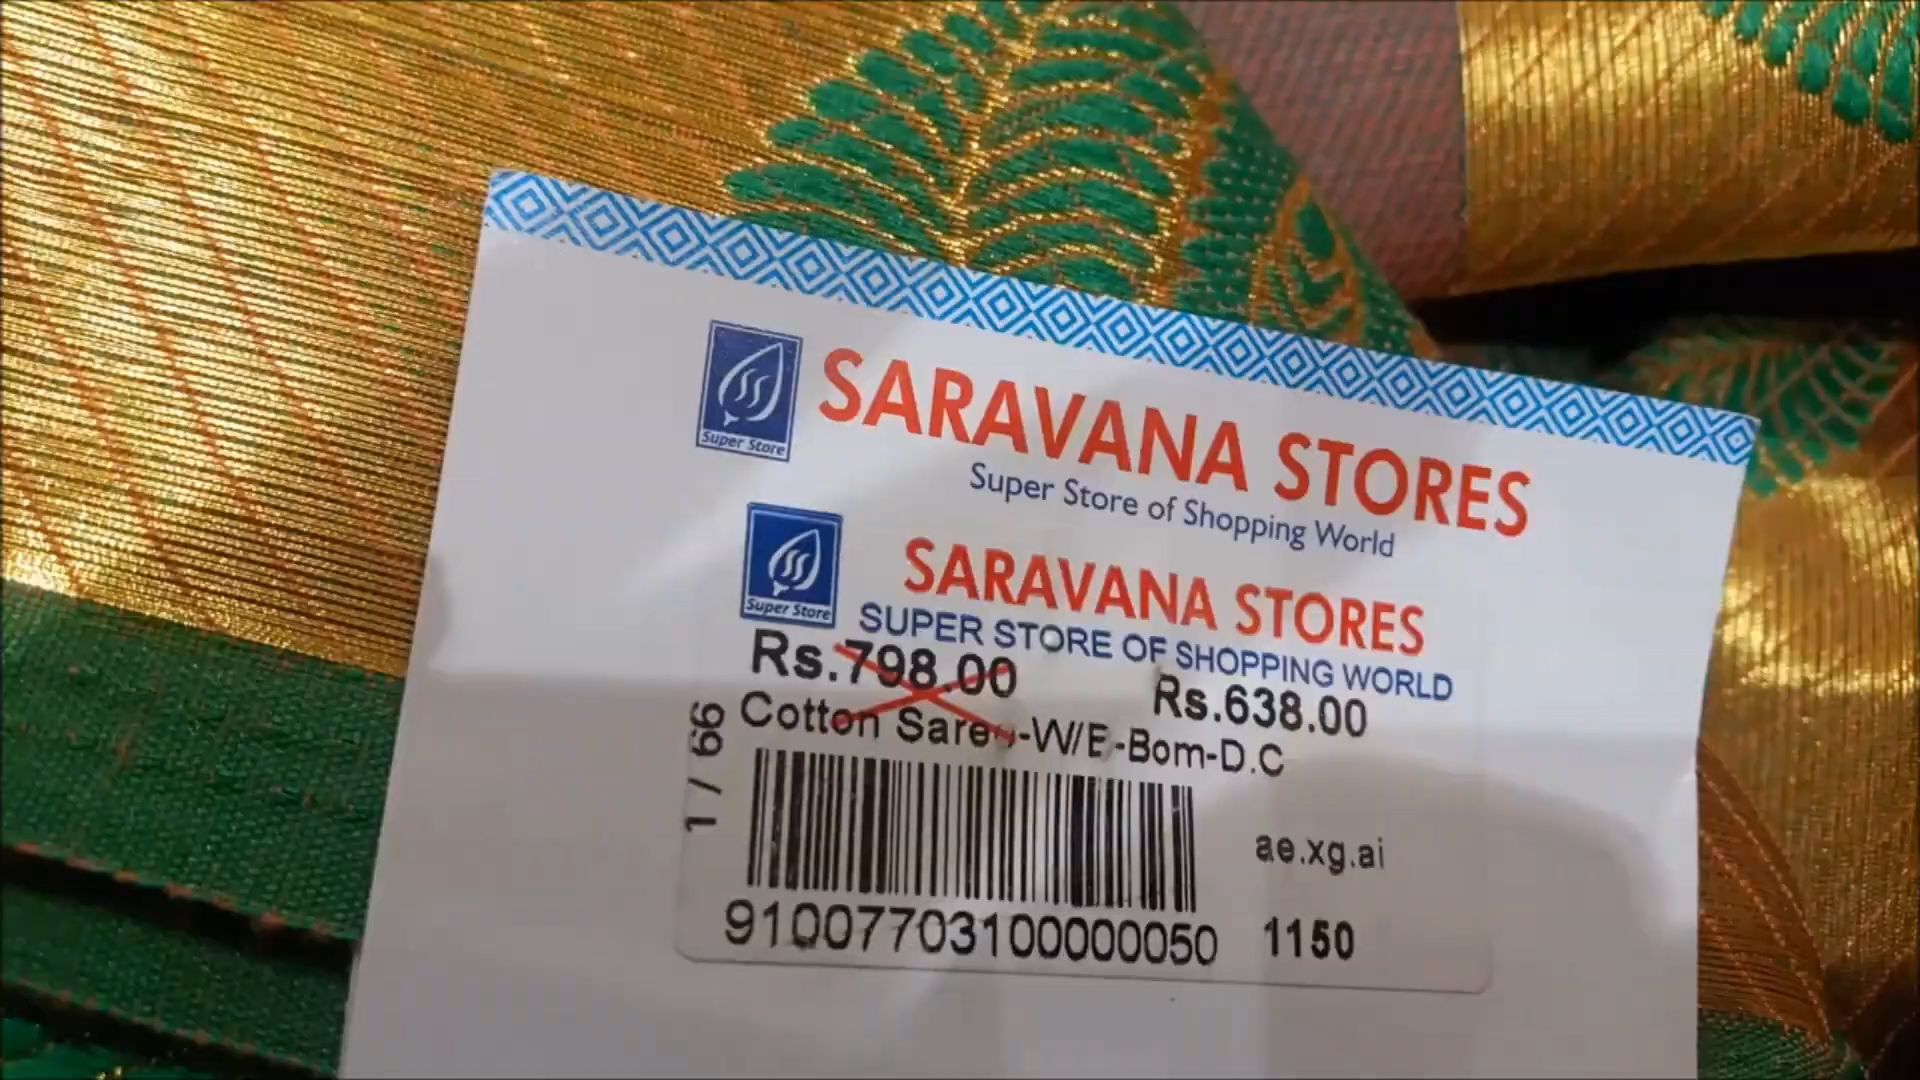 Super Store
SARAVANA STORES
Super Store of Shopping World
Super Store
SARAVANA STORES
SUPER STORE OF SHOPPING WORLD
Rs.798.00 Rs.638.00
Cotton Saree-W/E-Bom-D.C
1 / 66
ae.xg.ai
9100770310000000050 1150